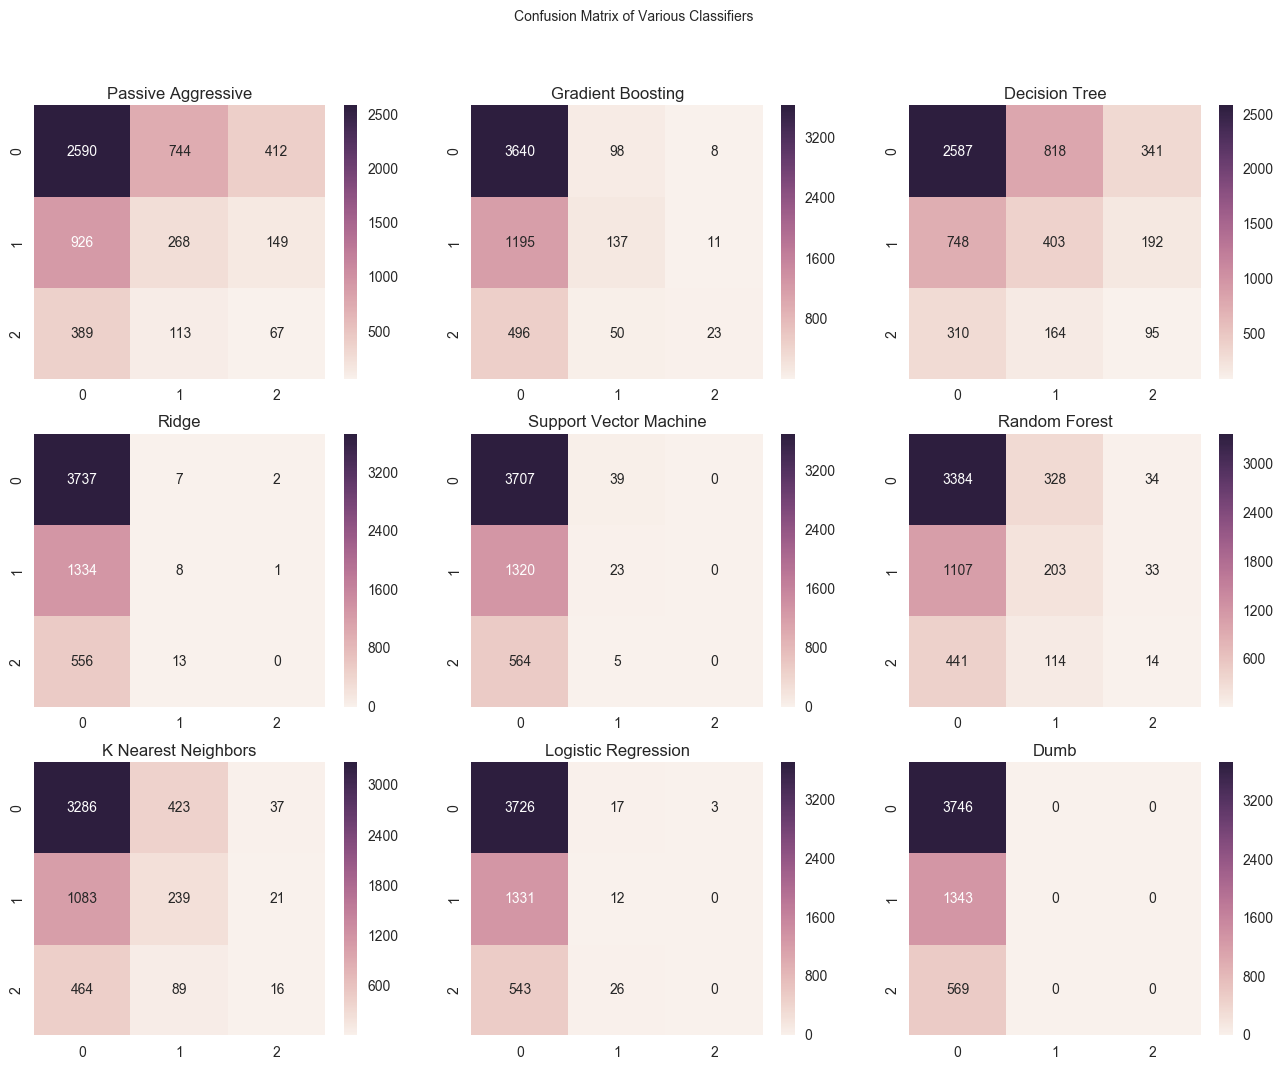 Confusion Matrix of Various Classifiers
Passive Aggressive
Gradient Boosting
Decision Tree
0 2590 744 412
1 926 268 149
2 389 113 67
0 1 2
2500
2000
1500
1000
500
0 3640 98 8
1 1195 137 11
2 496 50 23
0 1 2
3200
2400
1600
800
0 2587 818 341
1 748 403 192
2 310 164 95
0 1 2
2500
2000
1500
1000
500
Ridge
Support Vector Machine
Random Forest
0 3737 7 2
1 1334 8 1
2 556 13 0
0 1 2
3200
2400
1600
800
0
0 3707 39 0
1 1320 23 0
2 564 5 0
0 1 2
3200
2400
1600
800
0
0 3384 328 34
1 1107 203 33
2 441 114 14
0 1 2
3000
2400
1800
1200
600
K Nearest Neighbors
Logistic Regression
Dumb
0 3286 423 37
1 1083 239 21
2 464 89 16
0 1 2
3000
2400
1800
1200
600
0 3726 17 3
1 1331 12 0
2 543 26 0
0 1 2
3200
2400
1600
800
0
0 3746 0 0
1 1343 0 0
2 569 0 0
0 1 2
3200
2400
1600
800
0